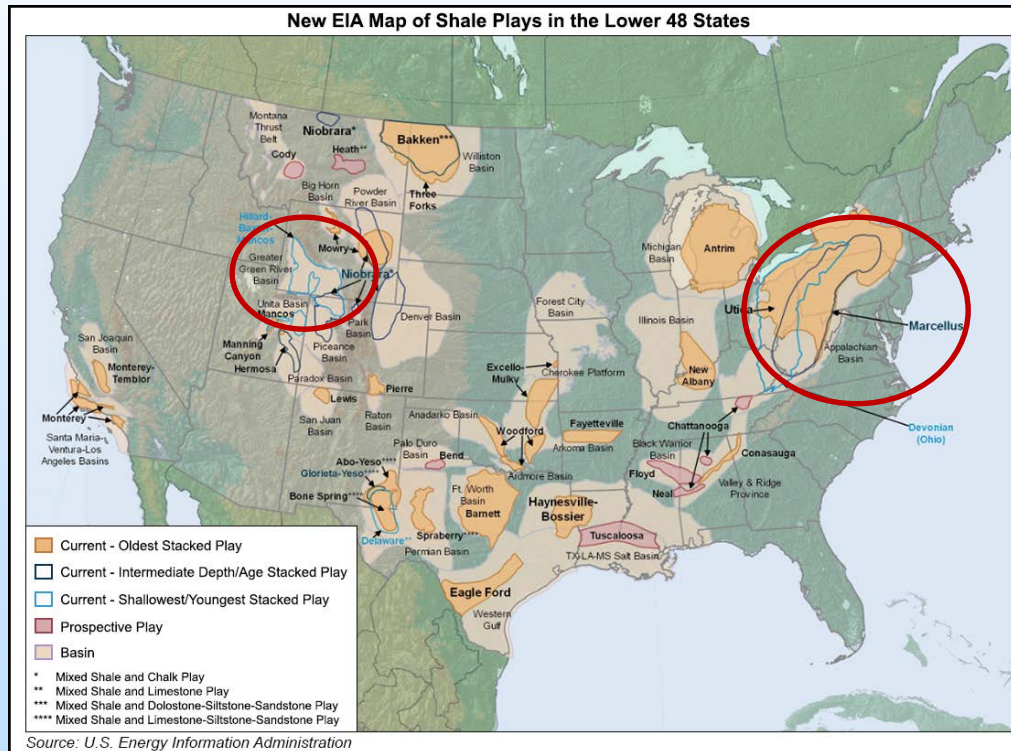 New EIA Map of Shale Plays in the Lower 48 States
Montana
Thrust
Belt
Niobrara*
Bakken***
Cody
Heath**
Williston
Basin
Big Horn
Basin
Powder
River Basin
Three
Forks
Hillard-
Mancos
Mowry
Greater
Green River
Basin
Niobrara*
Uinta Basin
Mancos
Park
Basin
Denver Basin
Manning
Canyon
Piceance
Basin
Hermosa
Paradox Basin
San Joaquin
Basin
Monterey-
Temblor
Monterey
Santa Maria-
Ventura-Los
Angeles Basins
Lewis
San Juan
Basin
Pierre
Raton
Basin
Michigan
Basin
Antrim
Forest City
Basin
Illinois Basin
New
Albany
Excello-
Mulky
Cherokee Platform
Utica
Marcellus
Appalachian
Basin
Devonian
(Ohio)
Anadarko Basin
Woodford
Fayetteville
Arkoma Basin
Ardmore Basin
Palo Duro
Basin
Bend
Abo-Yeso****
Glorieta-Yeso****
Bone Spring****
Delaware**
Ft. Worth
Basin
Barnett
Spraberry****
Permian Basin
Haynesville-
Bossier
Chattanooga
Black Warrior
Basin
Floyd
Neal
Conasauga
Valley & Ridge
Province
Tuscaloosa
TX-LA-MS Salt Basin
Eagle Ford
Western
Gulf
Current - Oldest Stacked Play
Current - Intermediate Depth/Age Stacked Play
Current - Shallowest/Youngest Stacked Play
Prospective Play
Basin
* Mixed Shale and Chalk Play
** Mixed Shale and Limestone Play
*** Mixed Shale and Dolostone-Siltstone-Sandstone Play
**** Mixed Shale and Limestone-Siltstone-Sandstone Play
Source: U.S. Energy Information Administration